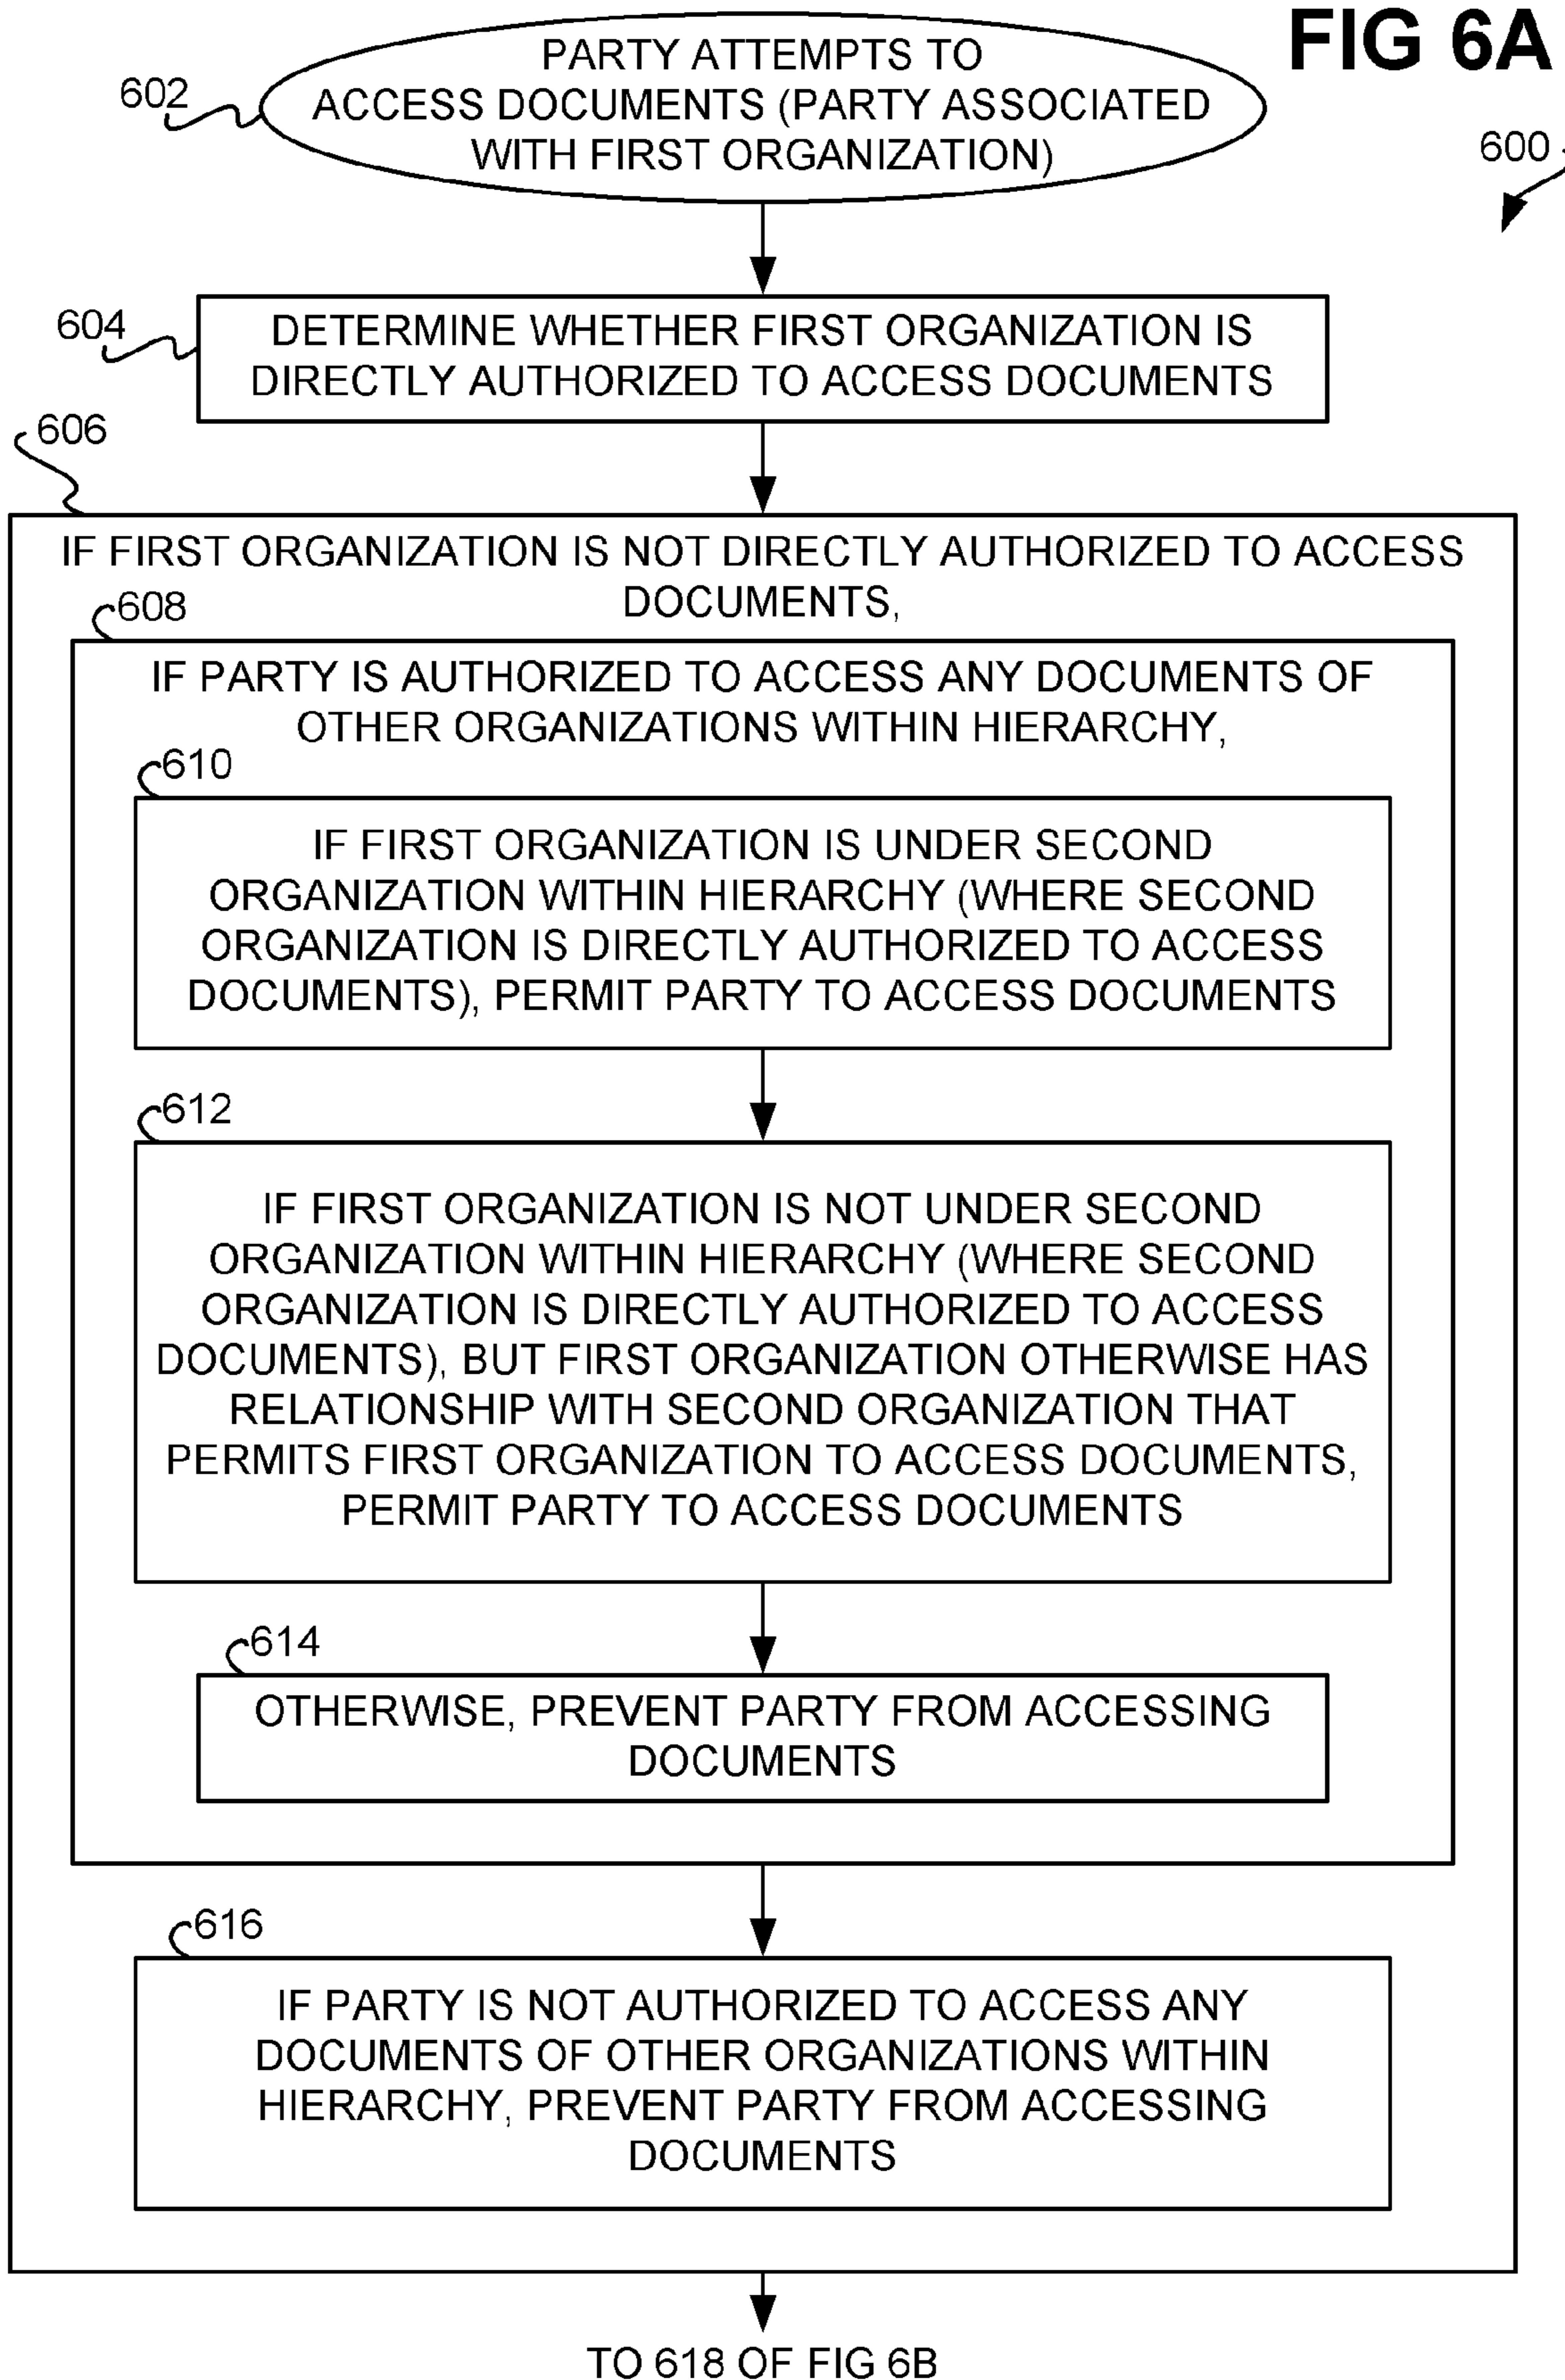 FIG 6A
PARTY ATTEMPTS TO
ACCESS DOCUMENTS (PARTY ASSOCIATED
WITH FIRST ORGANIZATION)
602
600
604
DETERMINE WHETHER FIRST ORGANIZATION IS
DIRECTLY AUTHORIZED TO ACCESS DOCUMENTS
606
IF FIRST ORGANIZATION IS NOT DIRECTLY AUTHORIZED TO ACCESS
DOCUMENTS,
608
IF PARTY IS AUTHORIZED TO ACCESS ANY DOCUMENTS OF
OTHER ORGANIZATIONS WITHIN HIERARCHY,
610
IF FIRST ORGANIZATION IS UNDER SECOND
ORGANIZATION WITHIN HIERARCHY (WHERE SECOND
ORGANIZATION IS DIRECTLY AUTHORIZED TO ACCESS
DOCUMENTS), PERMIT PARTY TO ACCESS DOCUMENTS
612
IF FIRST ORGANIZATION IS NOT UNDER SECOND
ORGANIZATION WITHIN HIERARCHY (WHERE SECOND
ORGANIZATION IS DIRECTLY AUTHORIZED TO ACCESS
DOCUMENTS), BUT FIRST ORGANIZATION OTHERWISE HAS
RELATIONSHIP WITH SECOND ORGANIZATION THAT
PERMITS FIRST ORGANIZATION TO ACCESS DOCUMENTS,
PERMIT PARTY TO ACCESS DOCUMENTS
614
OTHERWISE, PREVENT PARTY FROM ACCESSING
DOCUMENTS
616
IF PARTY IS NOT AUTHORIZED TO ACCESS ANY
DOCUMENTS OF OTHER ORGANIZATIONS WITHIN
HIERARCHY, PREVENT PARTY FROM ACCESSING
DOCUMENTS
TO 618 OF FIG 6B